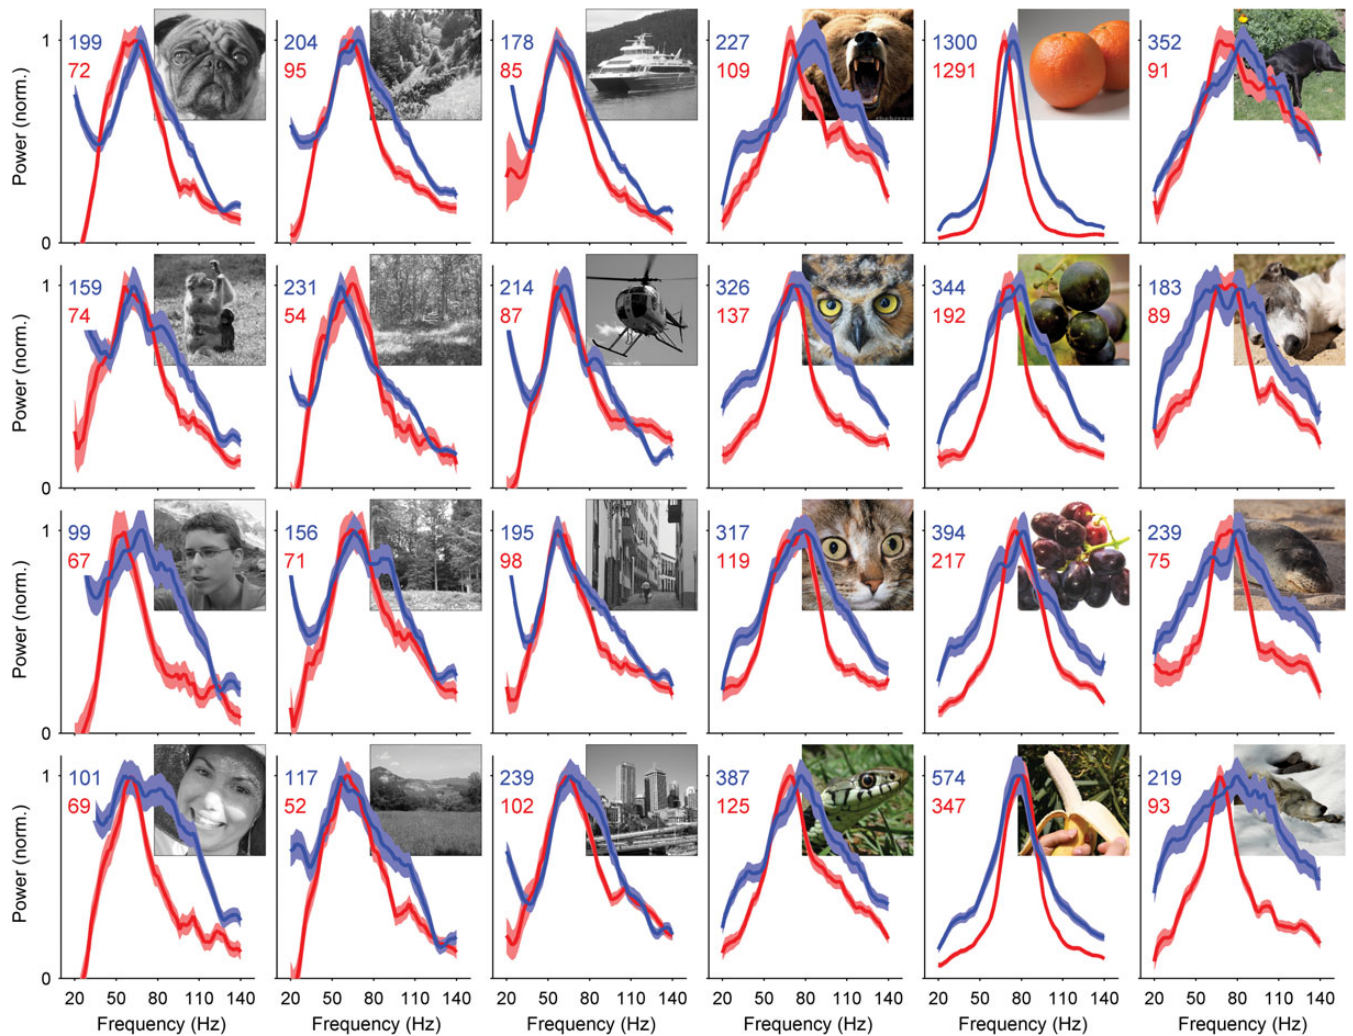 199 204 178 227 1300 352
72 95 85 109 1291 91
1
Power (norm.)
0
159 231 214 326 344 183
74 54 87 137 192 89
1
Power (norm.)
0
99 156 195 317 394 239
67 71 98 119 217 75
1
Power (norm.)
0
101 117 239 387 574 219
69 52 102 125 347 93
1
Power (norm.)
0
20 50 80 110 140 20 50 80 110 140 20 50 80 110 140 20 50 80 110 140 20 50 80 110 140 20 50 80 110 140
Frequency (Hz) Frequency (Hz) Frequency (Hz) Frequency (Hz) Frequency (Hz) Frequency (Hz)